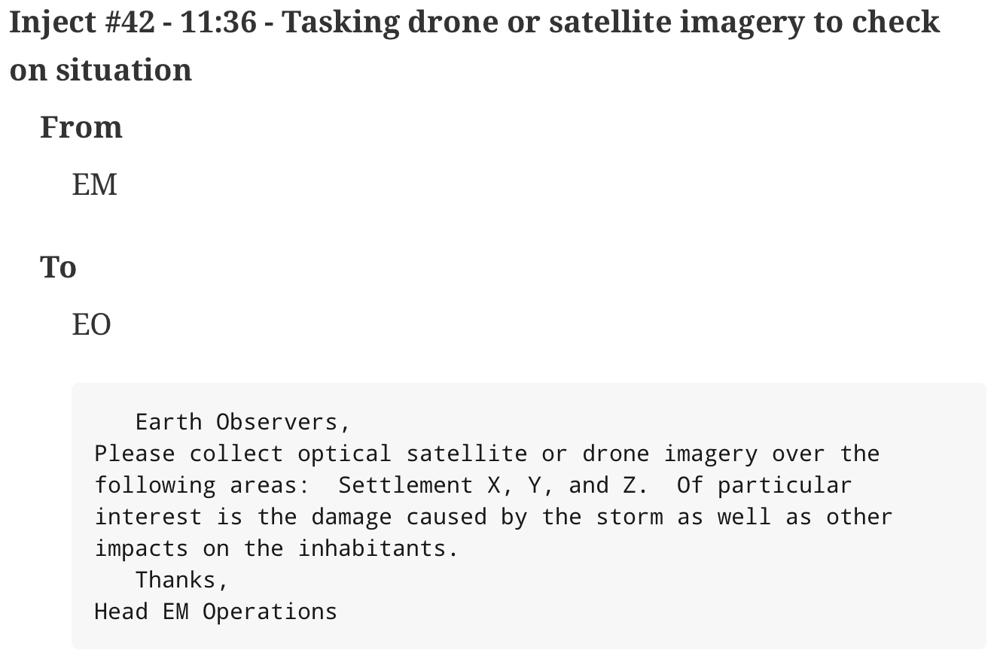 Inject #42 - 11:36 - Tasking drone or satellite imagery to check
on situation
From
EM
To
EO
Earth Observers,
Please collect optical satellite or drone imagery over the
following areas:  Settlement X, Y, and Z.  Of particular
interest is the damage caused by the storm as well as other
impacts on the inhabitants.
Thanks,
Head EM Operations